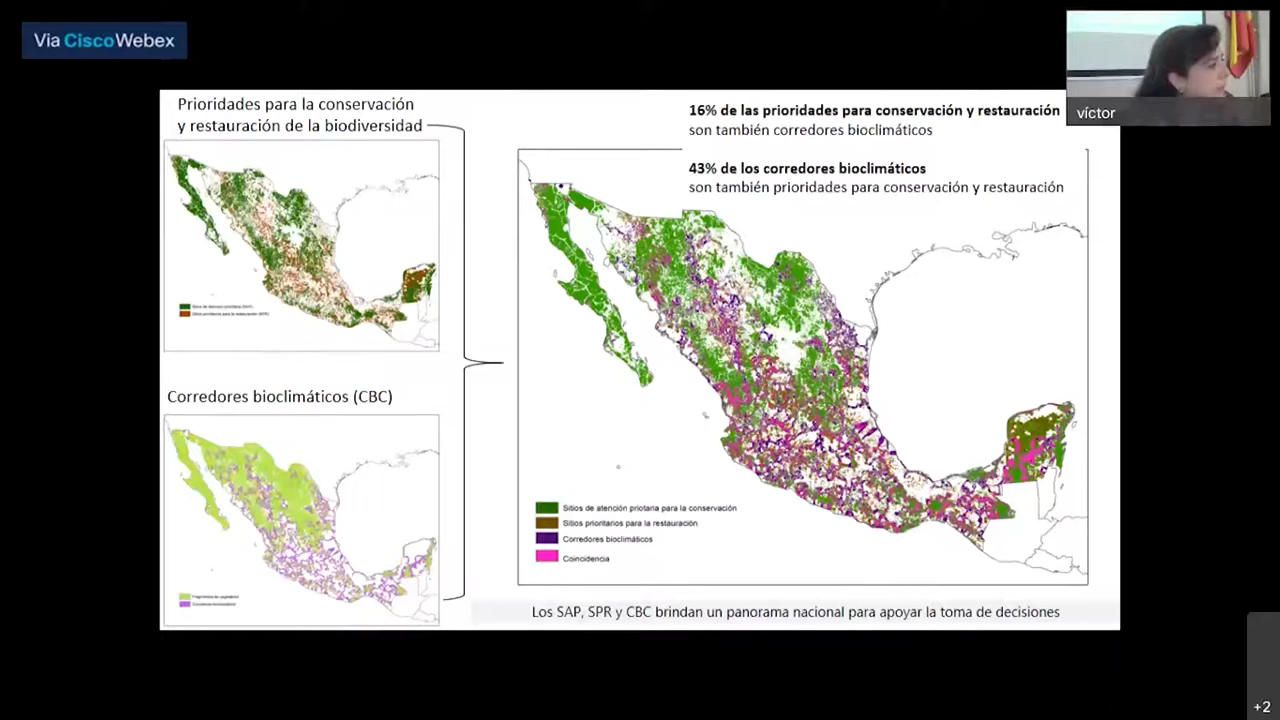 Via CiscoWebex
víctor
Prioridades para la conservación
y restauración de la biodiversidad
16% de las prioridades para conservación y restauración
son también corredores bioclimáticos
43% de los corredores bioclimáticos
son también prioridades para conservación y restauración
Corredores bioclimáticos (CBC)
Sitios de atención priotaria para la conservación
Sitios prioritarios para la restauración
Corredores bioclimáticos
Coincidencia
Los SAP, SPR y CBC brindan un panorama nacional para apoyar la toma de decisiones
+2